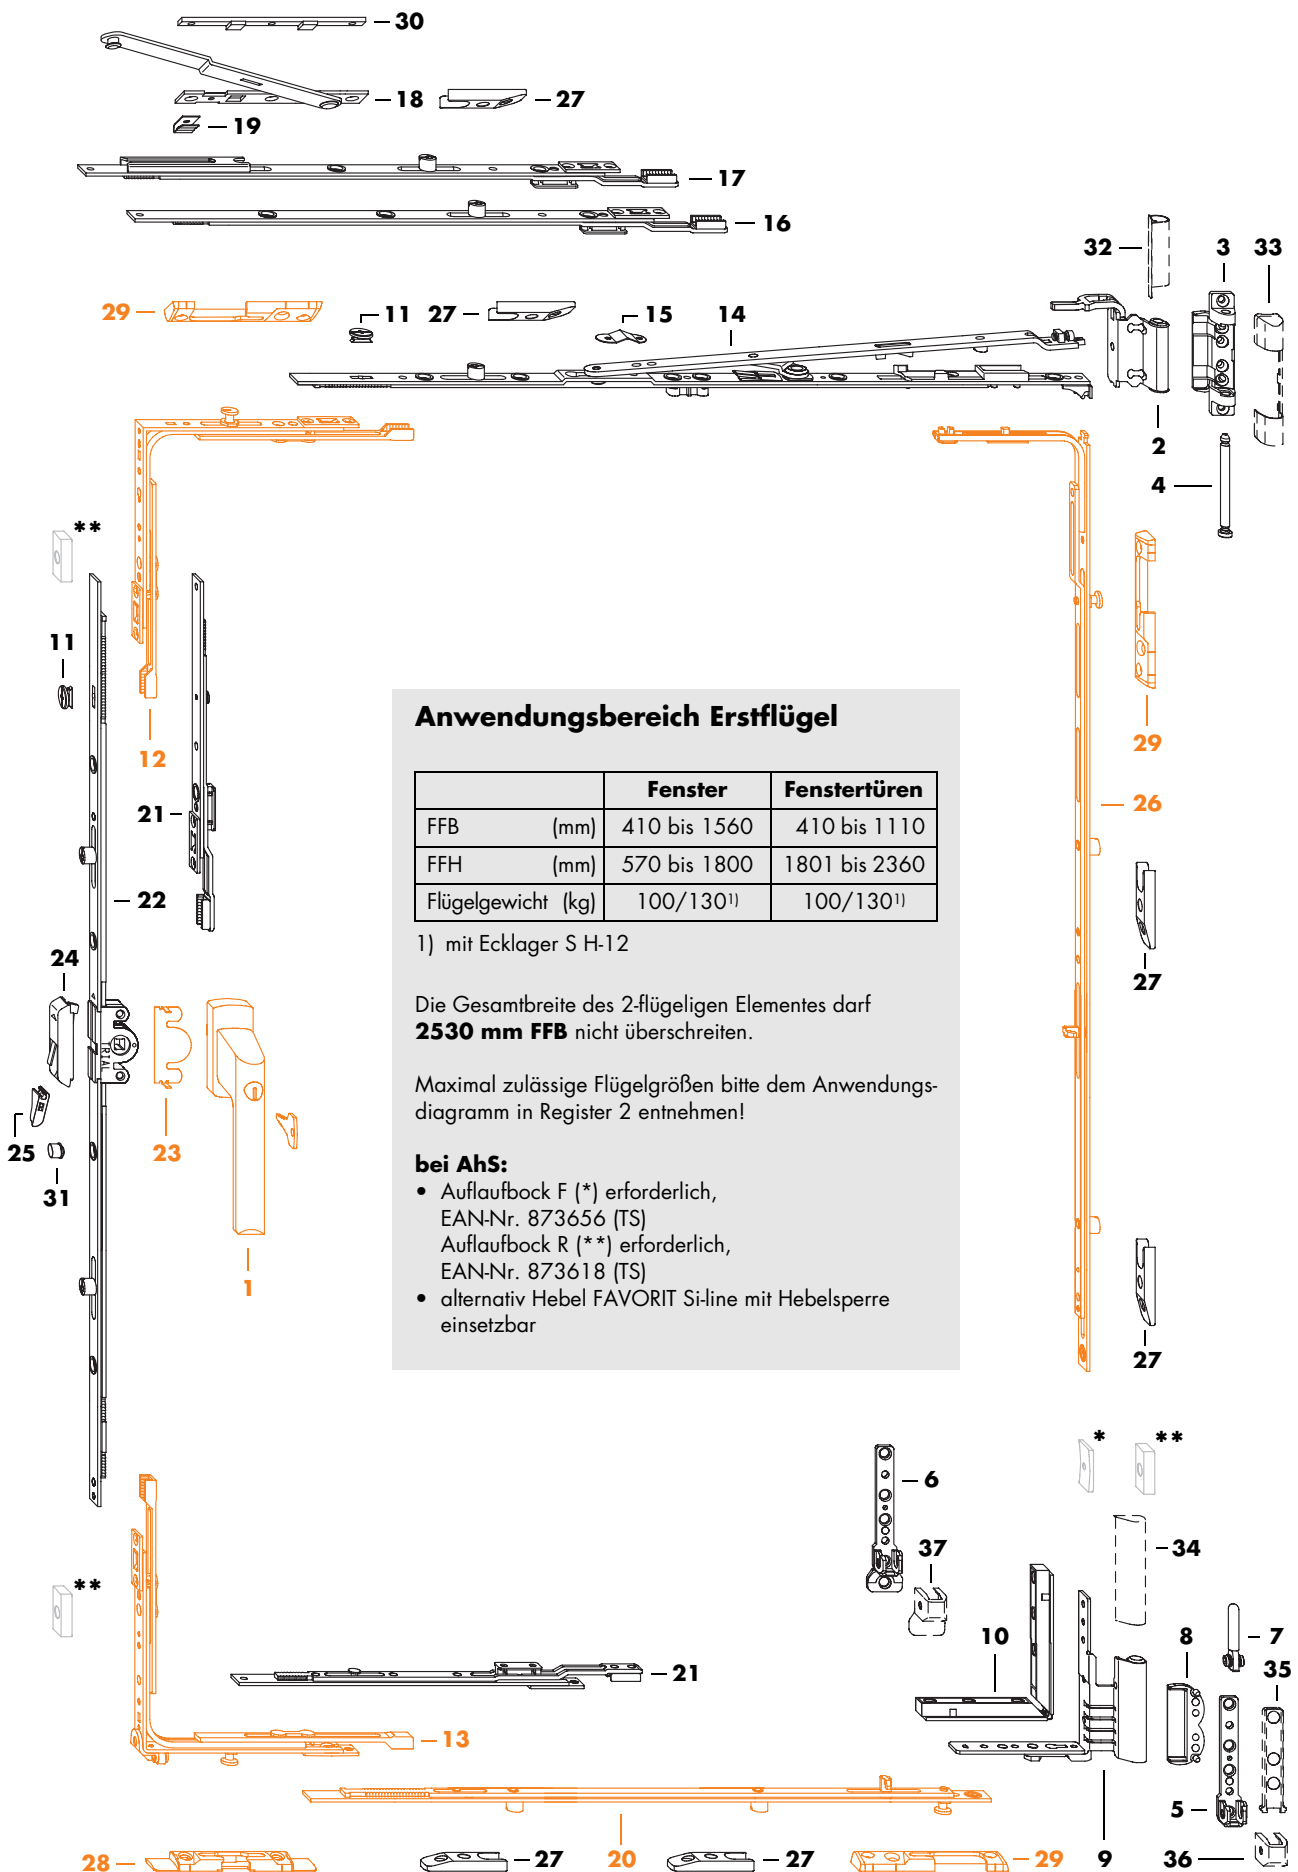 30
18
27
19
17
16
32
3
33
29
11
27
15
14
2
4
**
11
12
29
26
21
22
27
24
25
31
23
1
27
Anwendungsbereich Erstflügel
Fenster Fenstertüren
FFB (mm) 410 bis 1560 410 bis 1110
FFH (mm) 570 bis 1800 1801 bis 2360
Flügelgewicht (kg) 100/130 1) 100/130 1)
1) mit Ecklager S H-12
Die Gesamtbreite des 2-flügeligen Elementes darf
2530 mm FFB nicht überschreiten.
Maximal zulässige Flügelgrößen bitte dem Anwendungs-
diagramm in Register 2 entnehmen!
bei AhS:
• Auflaufbock F (*) erforderlich,
EAN-Nr. 873656 (TS)
Auflaufbock R (**) erforderlich,
EAN-Nr. 873618 (TS)
• alternativ Hebel FAVORIT Si-line mit Hebelsperre
einsetzbar
TRIAL
*
**
6
37
34
**
10
8
7
35
21
13
5
28
27
20
27
29
9
36